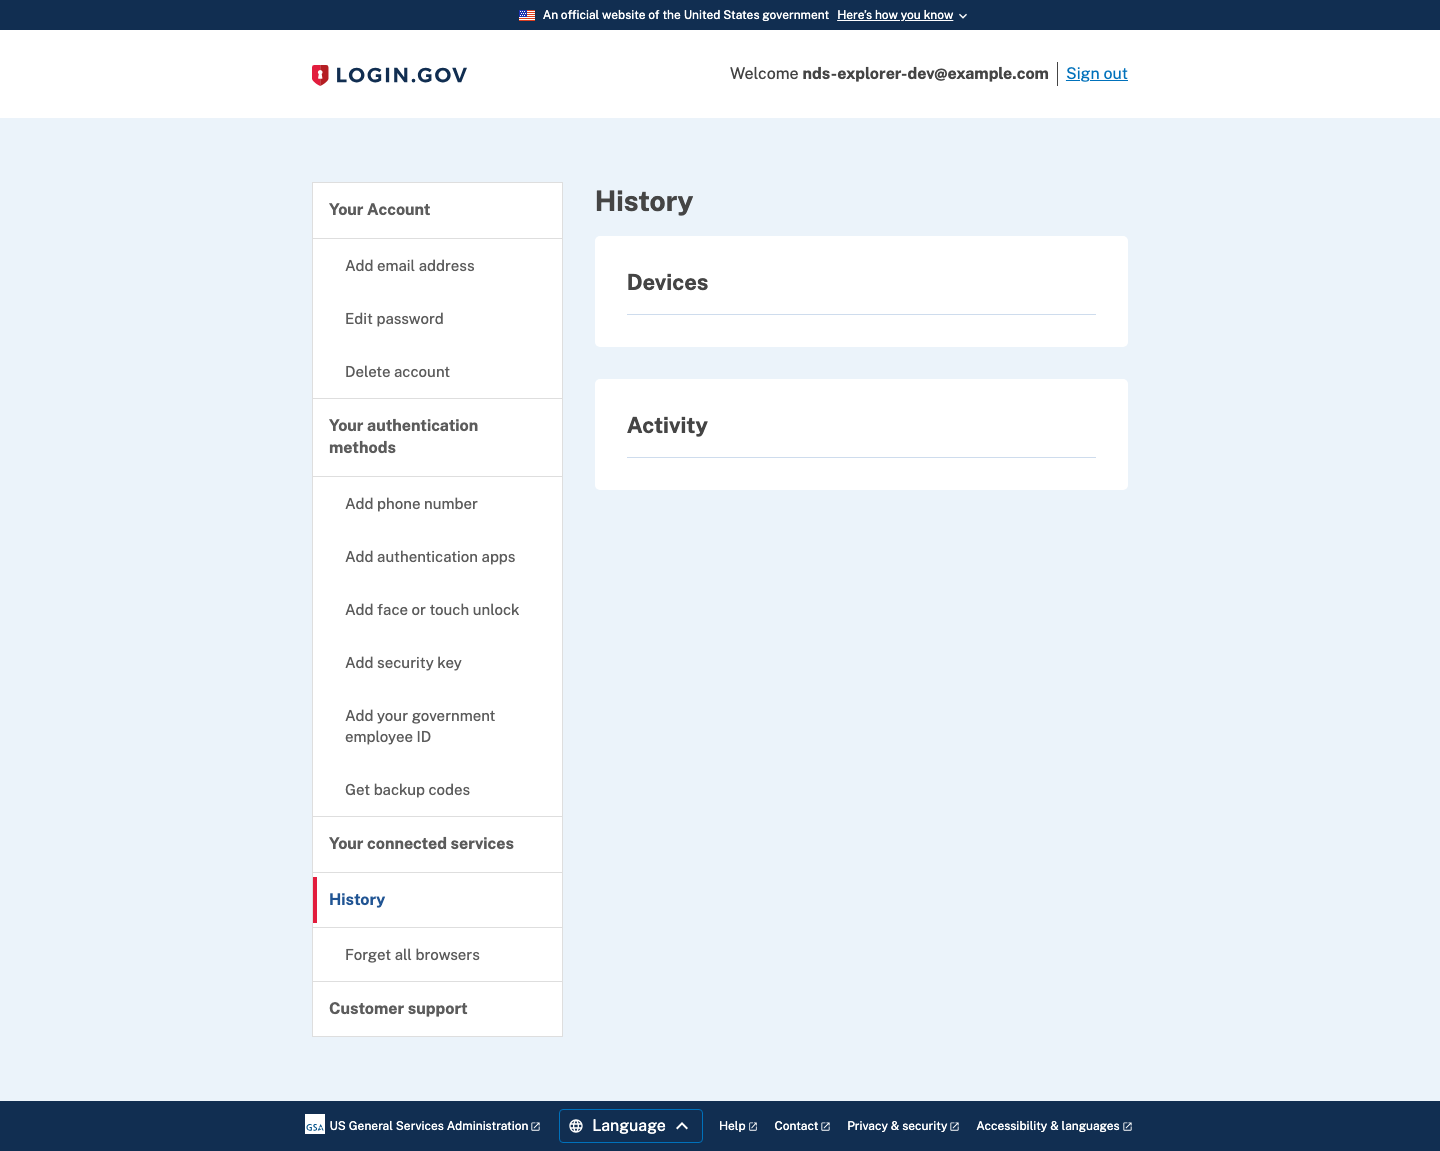 An official website of the United States government Here's how you know
LOGIN.GOV
Welcome nds-explorer-dev@example.com Sign out
Your Account
Add email address
Edit password
Delete account
Your authentication
methods
Add phone number
Add authentication apps
Add face or touch unlock
Add security key
Add your government
employee ID
Get backup codes
Your connected services
History
Forget all browsers
Customer support
History
Devices
Activity
GSA US General Services Administration Language Help Contact Privacy & security Accessibility & languages